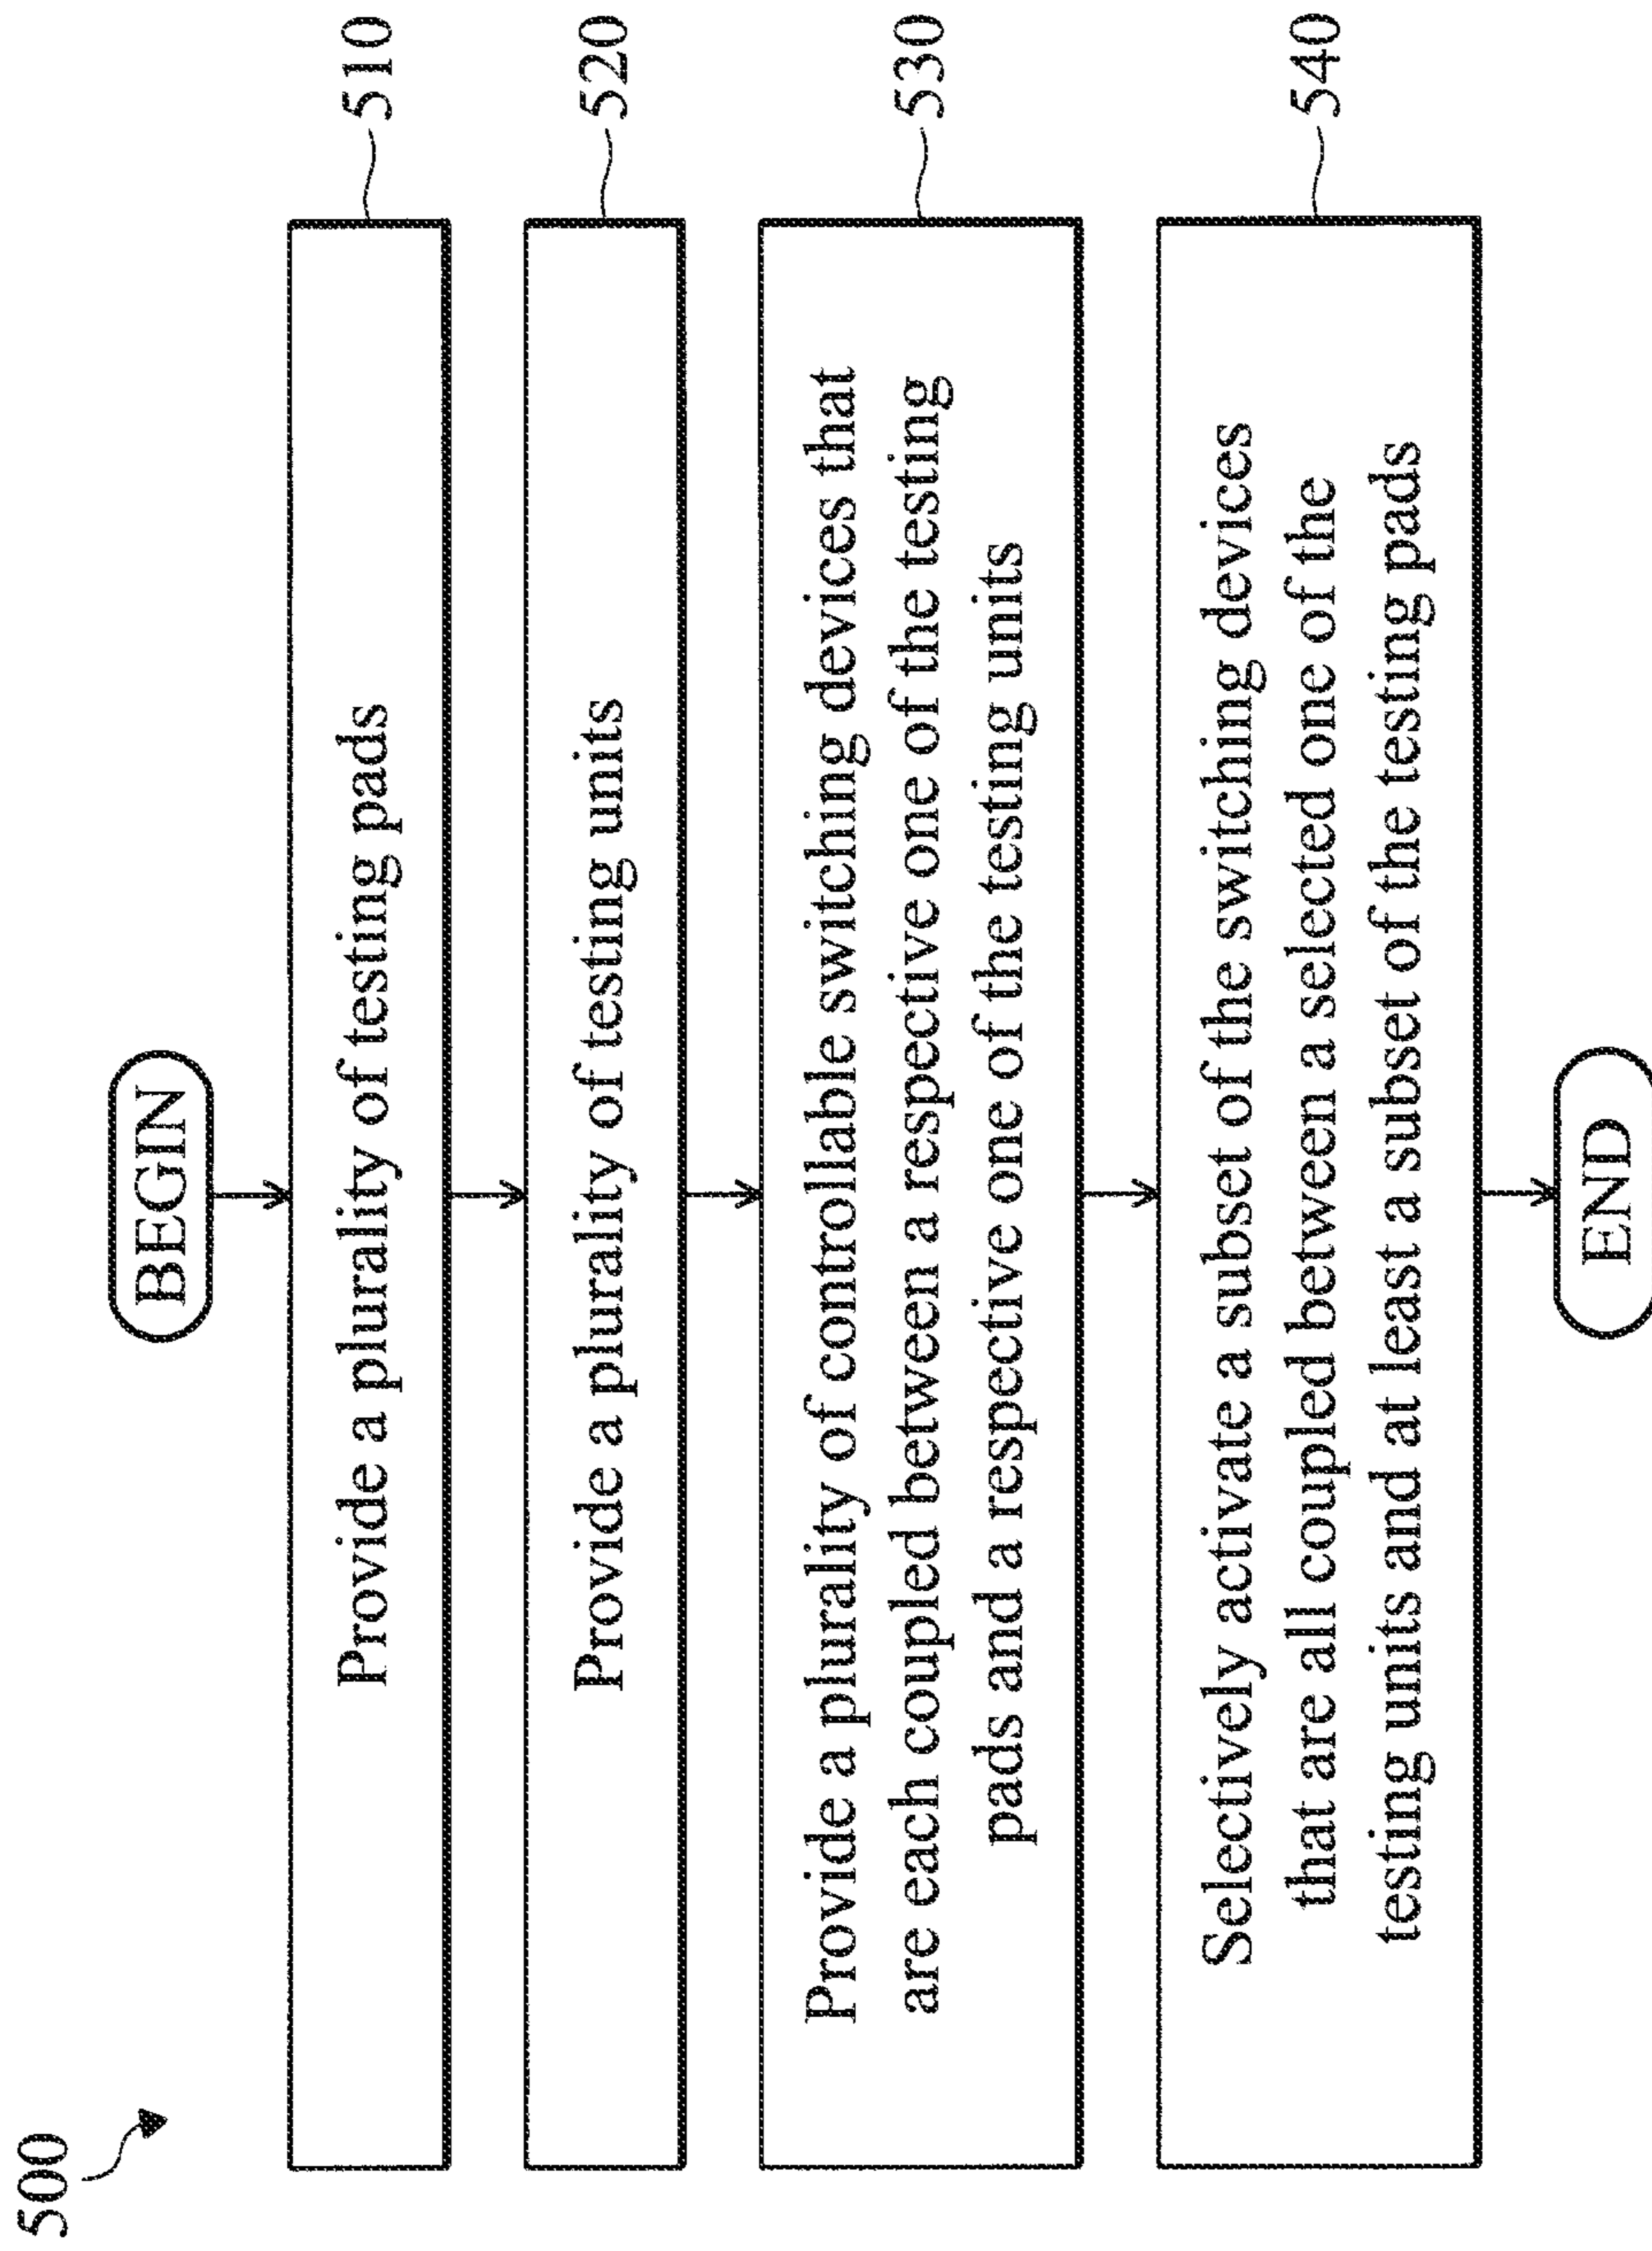 500
BEGIN
Provide a plurality of testing pads
510
Provide a plurality of testing units
520
Provide a plurality of controllable switching devices that
are each coupled between a respective one of the testing
pads and a respective one of the testing units
530
Selectively activate a subset of the switching devices
that are all coupled between a selected one of the
testing units and at least a subset of the testing pads
540
END